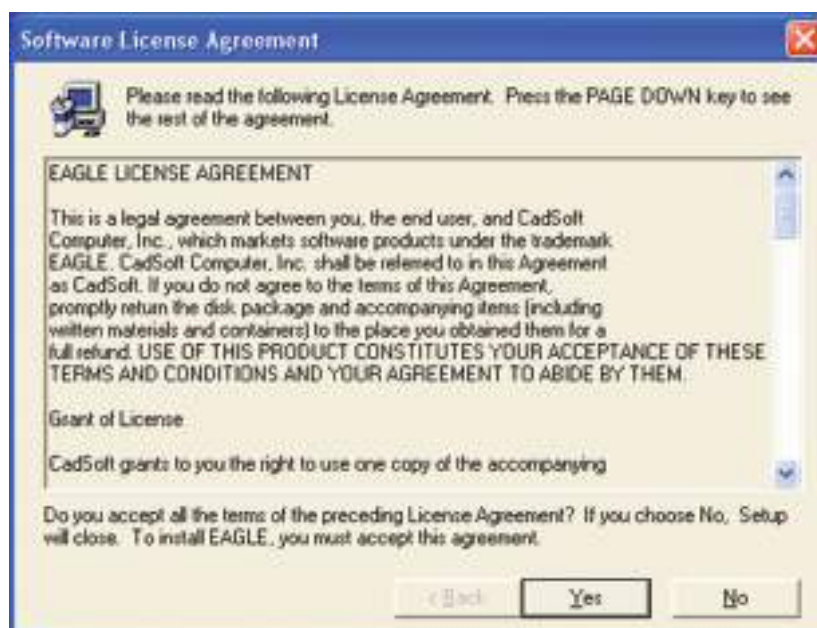 Software License Agreement
Please read the following License Agreement. Press the PAGE DOWN key to see
the rest of the agreement.
EAGLE LICENSE AGREEMENT
This is a legal agreement between you, the end user, and CadSoft
Computer, Inc., which markets software products under the trademark
EAGLE. CadSoft Computer, Inc. shall be referred to in this Agreement
as CadSoft. If you do not agree to the terms of this Agreement,
promptly return the disk package and accompanying items (including
written materials and containers) to the place you obtained them for a
full refund. USE OF THIS PRODUCT CONSTITUTES YOUR ACCEPTANCE OF THESE
TERMS AND CONDITIONS AND YOUR AGREEMENT TO ABIDE BY THEM.
Grant of License
CadSoft grants to you the right to use one copy of the accompanying
Do you accept all the terms of the preceding License Agreement? If you choose No, Setup
will close. To install EAGLE, you must accept this agreement.
< Back Yes No